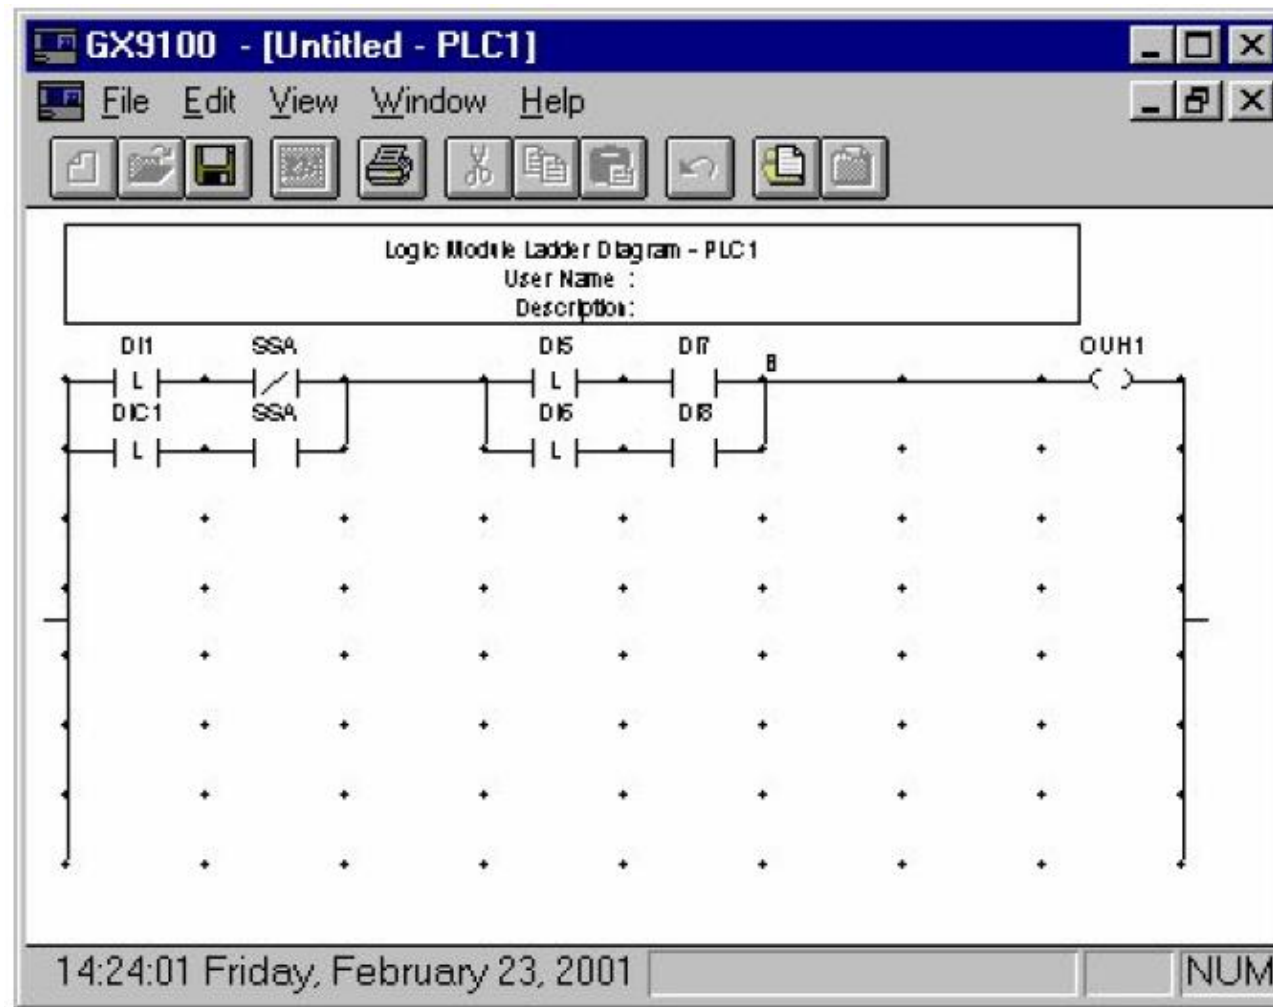 GX9100 - [Untitled - PLC1]
File Edit View Window Help
Logic Module Ladder Diagram - PLC1
User Name :
Description:
DI1 SSA DI5 DI7 B OUH1
L L
DIC1 SSA DI6 DI8
L L
14:24:01 Friday, February 23, 2001 NUM